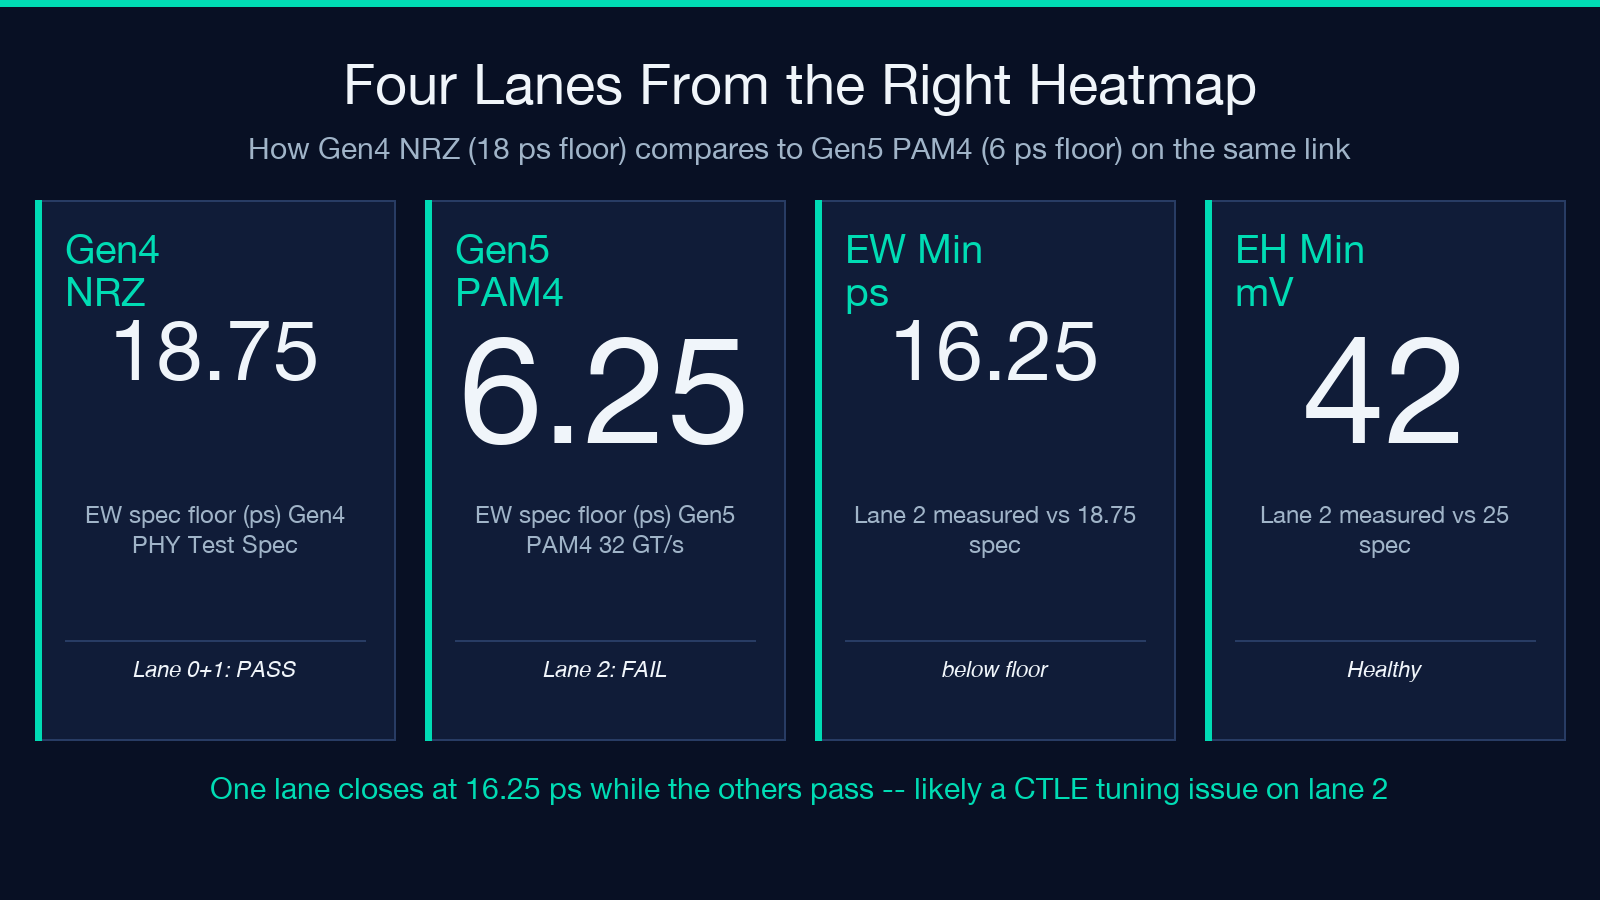 Four Lanes From the Right Heatmap
How Gen4 NRZ (18 ps floor) compares to Gen5 PAM4 (6 ps floor) on the same link
Gen4
NRZ
18.75
EW spec floor (ps) Gen4
PHY Test Spec
Lane 0+1: PASS
Gen5
PAM4
6.25
EW spec floor (ps) Gen5
PAM4 32 GT/s
Lane 2: FAIL
EW Min
ps
16.25
Lane 2 measured vs 18.75
spec
below floor
EH Min
mV
42
Lane 2 measured vs 25
spec
Healthy
One lane closes at 16.25 ps while the others pass -- likely a CTLE tuning issue on lane 2